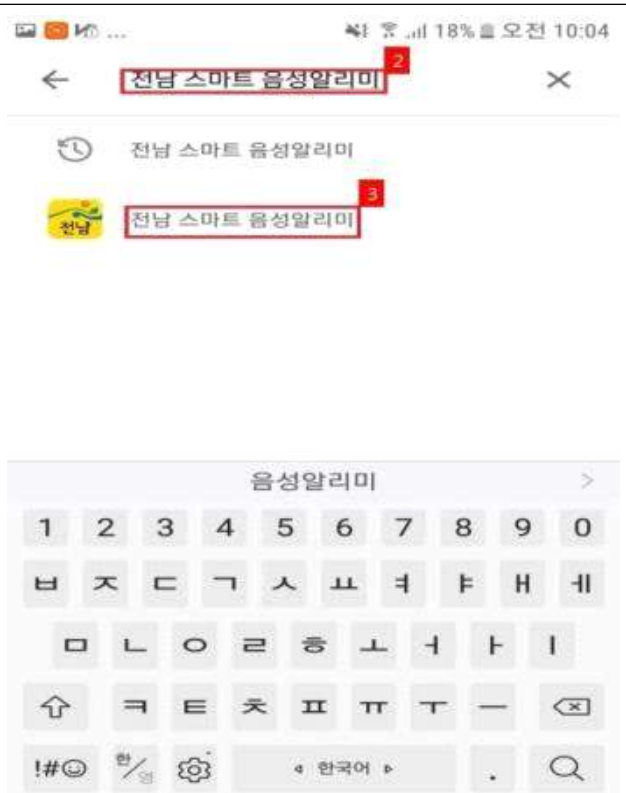 ... 18% 오전 10:04
전남 스마트 음성알리미
2
전남 스마트 음성알리미
3
전남 전남 스마트 음성알리미
음성알리미 >
1 2 3 4 5 6 7 8 9 0
ㅂ ㅈ ㄷ ㄱ ㅅ ㅛ ㅕ ㅑ ㅐ ㅔ
ㅁ ㄴ ㅇ ㄹ ㅎ ㅗ ㅓ ㅏ ㅣ
ㅋ ㅌ ㅊ ㅍ ㅠ ㅜ ㅡ
!#☺ 한/영 한국어 .